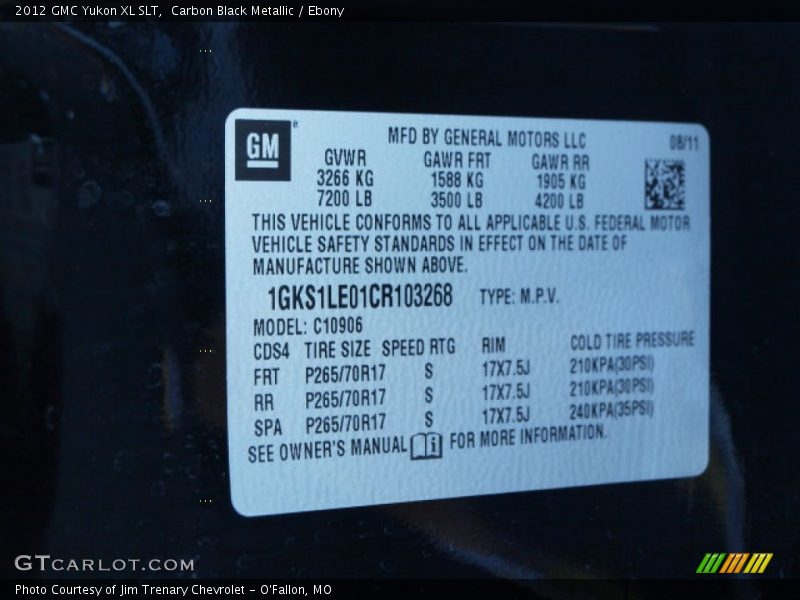 2012 GMC Yukon XL SLT,  Carbon Black Metallic / Ebony
GM
MFD BY GENERAL MOTORS LLC 08/11
GVWR GAWR FRT GAWR RR
3266 KG 1588 KG 1905 KG
7200 LB 3500 LB 4200 LB
THIS VEHICLE CONFORMS TO ALL APPLICABLE U.S. FEDERAL MOTOR
VEHICLE SAFETY STANDARDS IN EFFECT ON THE DATE OF
MANUFACTURE SHOWN ABOVE.
1GKS1LE01CR103268 TYPE: M.P.V.
MODEL: C10906
CDS4 TIRE SIZE SPEED RTG RIM COLD TIRE PRESSURE
FRT P265/70R17 S 17X7.5J 210KPA(30PSI)
RR P265/70R17 S 17X7.5J 210KPA(30PSI)
SPA P265/70R17 S 17X7.5J 240KPA(35PSI)
SEE OWNER'S MANUAL i FOR MORE INFORMATION.
GTCARLOT.COM
Photo Courtesy of Jim Trenary Chevrolet - O'Fallon, MO